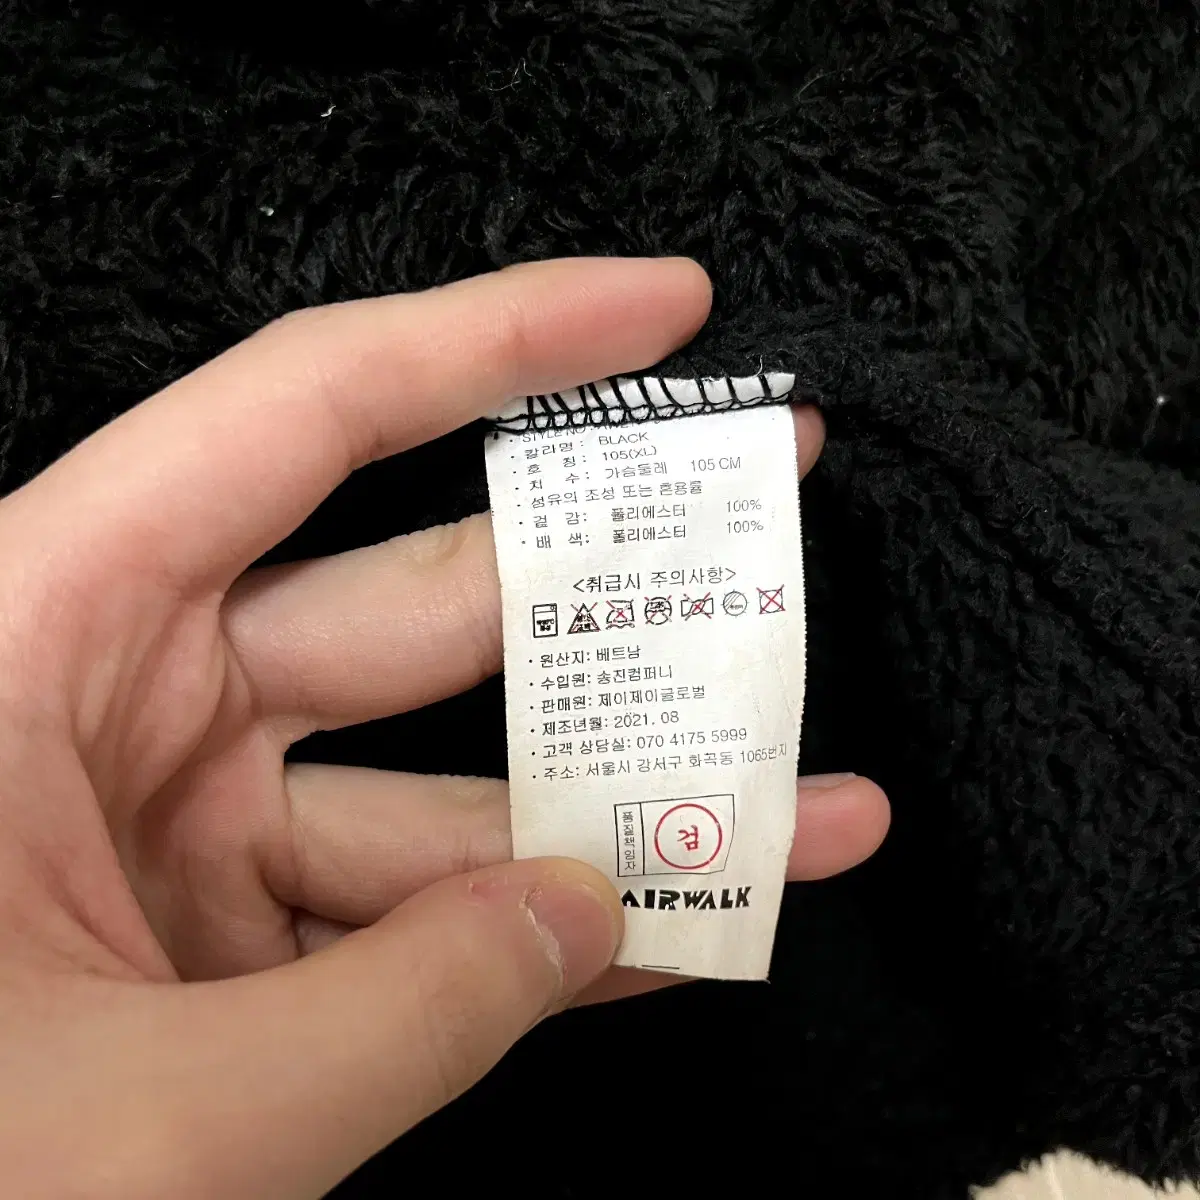 · STYLE NO :
· 칼라명 : BLACK
· 호 칭 : 105(XL)
· 치 수 : 가슴둘레 105 CM
· 섬유의 조성 또는 혼용율
· 겉 감 : 폴리에스터 100%
· 배 색 : 폴리에스터 100%
<취급시 주의사항>
· 원산지: 베트남
· 수입원: 송진컴퍼니
· 판매원: 제이제이글로벌
· 제조년월: 2021. 08
· 고객 상담실: 070 4175 5999
· 주소: 서울시 강서구 화곡동 1065번지
품질책임자
검
AIRWALK